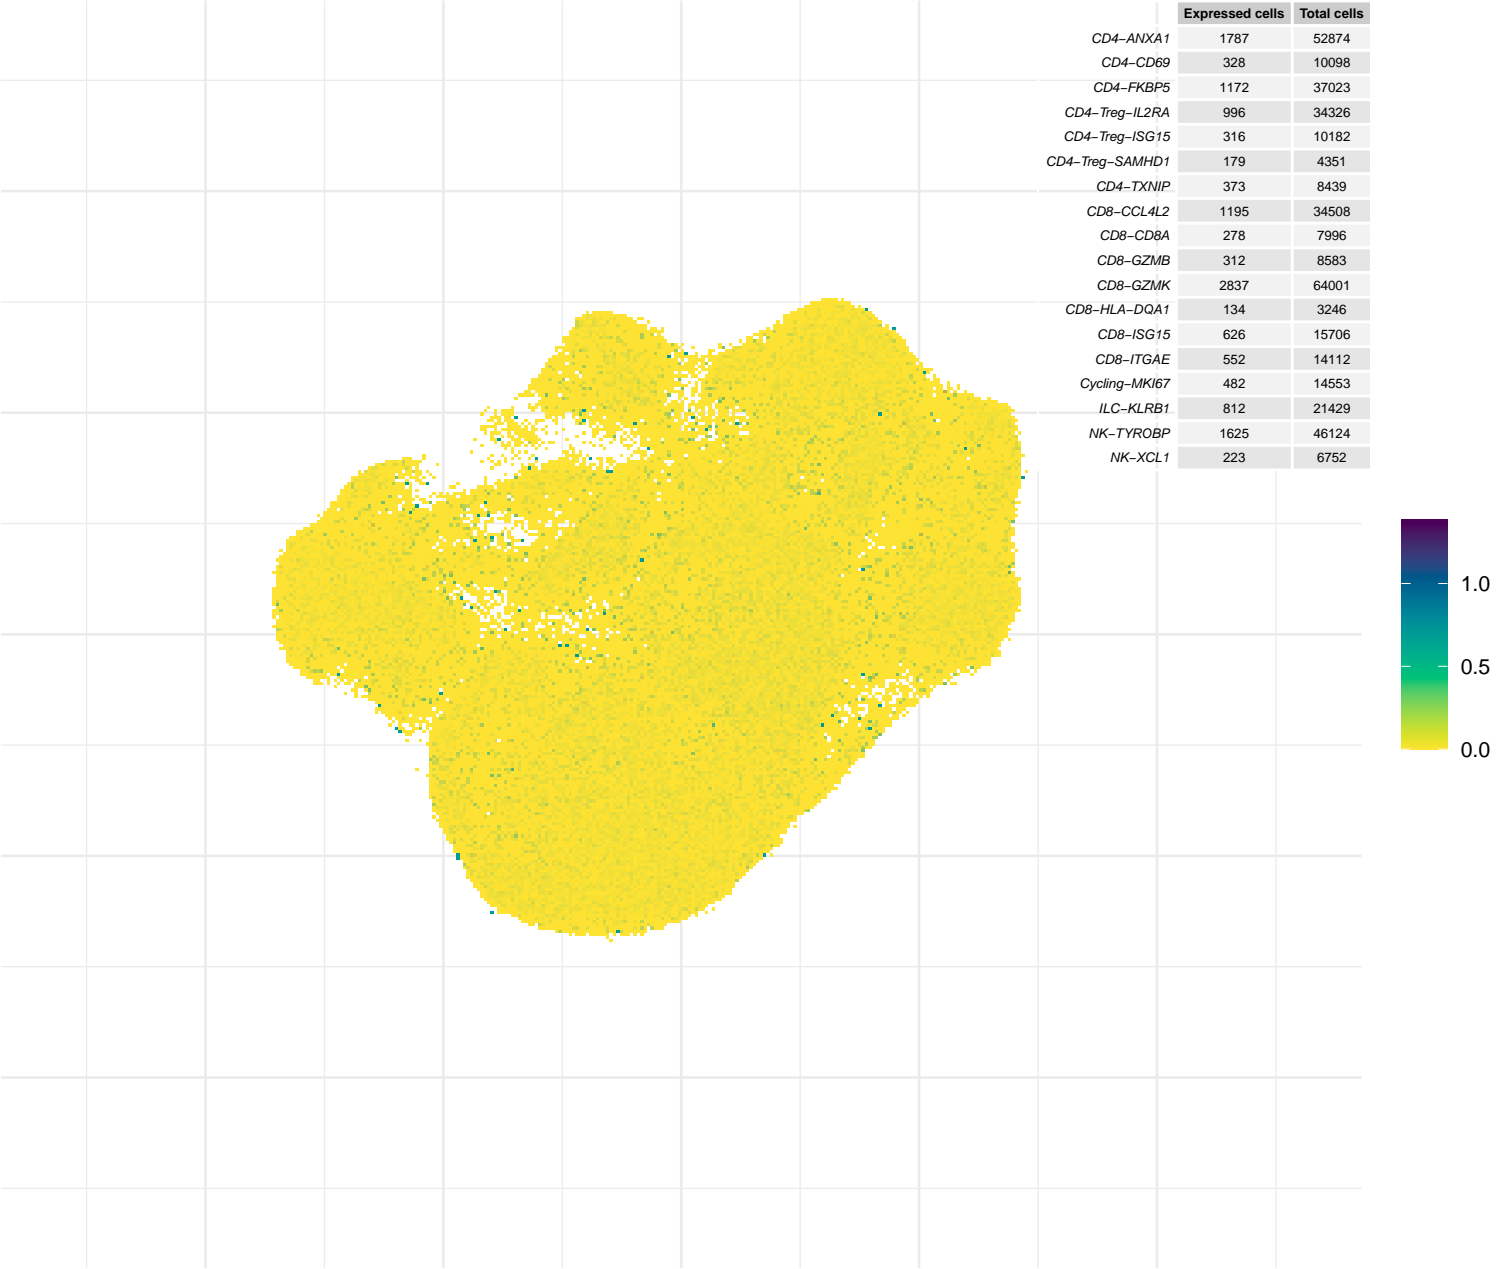 Expressed cells Total cells
CD4−ANXA1 1787 52874
CD4−CD69 328 10098
CD4−FKBP5 1172 37023
CD4−Treg−IL2RA 996 34326
CD4−Treg−ISG15 316 10182
CD4−Treg−SAMHD1 179 4351
CD4−TXNIP 373 8439
CD8−CCL4L2 1195 34508
CD8−CD8A 278 7996
CD8−GZMB 312 8583
CD8−GZMK 2837 64001
CD8−HLA−DQA1 134 3246
CD8−ISG15 626 15706
CD8−ITGAE 552 14112
Cycling−MKI67 482 14553
ILC−KLRB1 812 21429
NK−TYROBP 1625 46124
NK−XCL1 223 6752
1.0
0.5
0.0